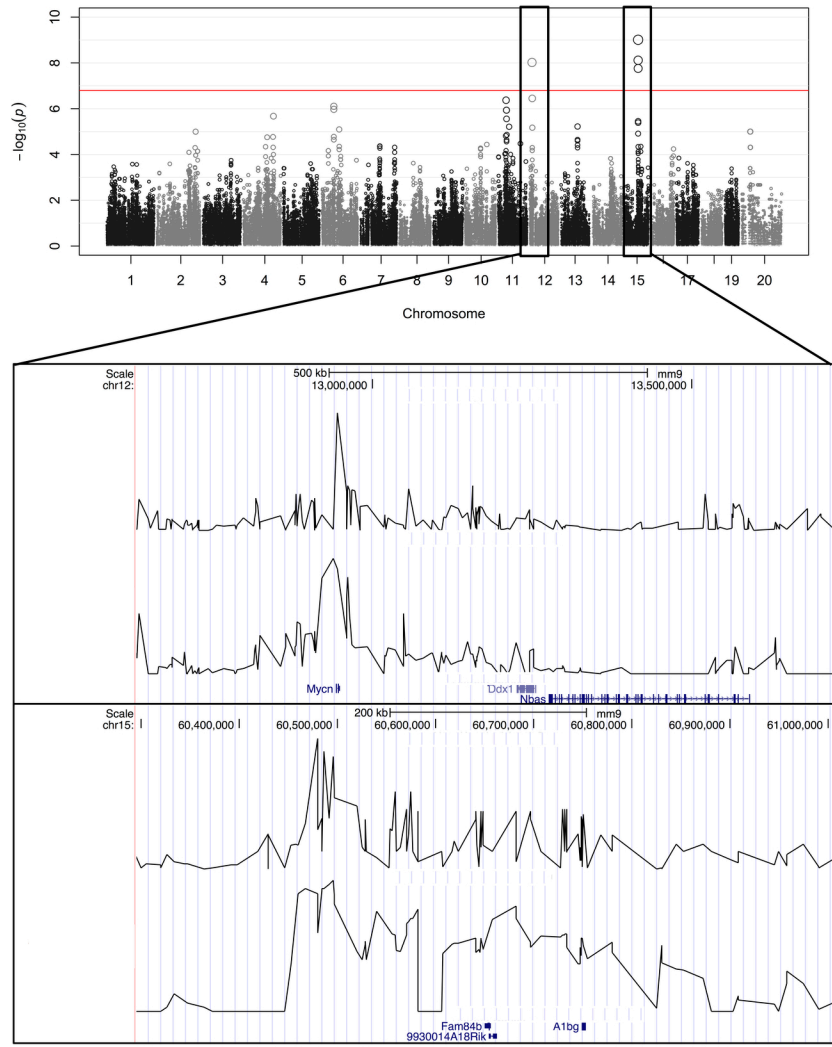 10
8
6
4
2
0
−log10(p)
1 2 3 4 5 6 7 8 9 10 11 12 13 14 15 17 19 20
Chromosome
Scale 500 kb mm9
chr12: 13,000,000 13,500,000
Mycn
Ddx1
Nbas
Scale 200 kb mm9
chr15: 60,400,000 60,500,000 60,600,000 60,700,000 60,800,000 60,900,000 61,000,000
Fam84b A1bg
9930014A18Rik